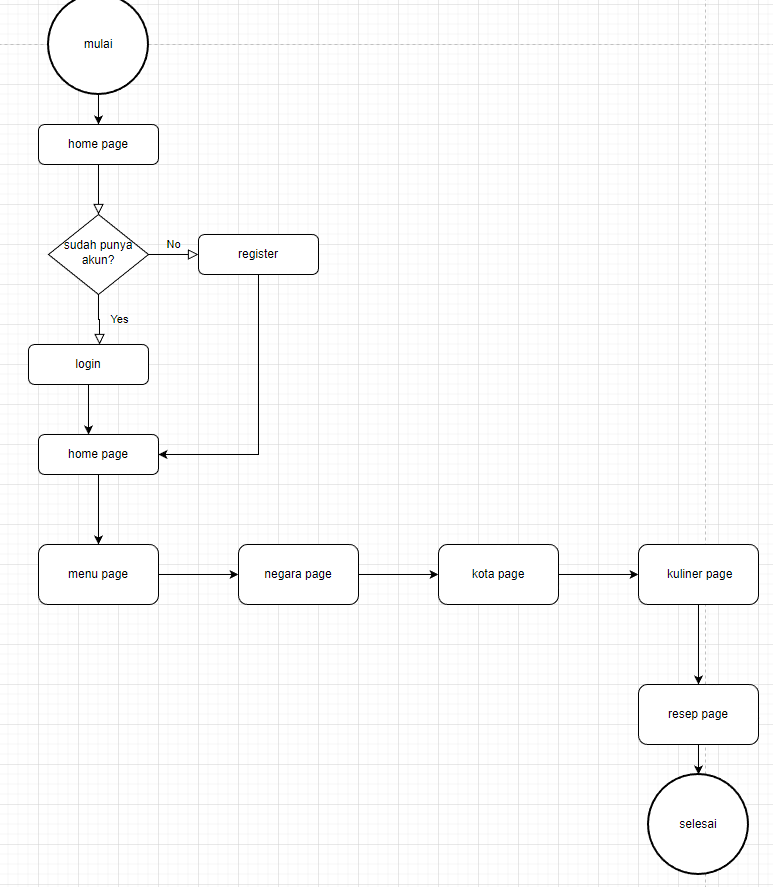 mulai
home page
sudah punya
akun?
No
register
Yes
login
home page
menu page
negara page
kota page
kuliner page
resep page
selesai